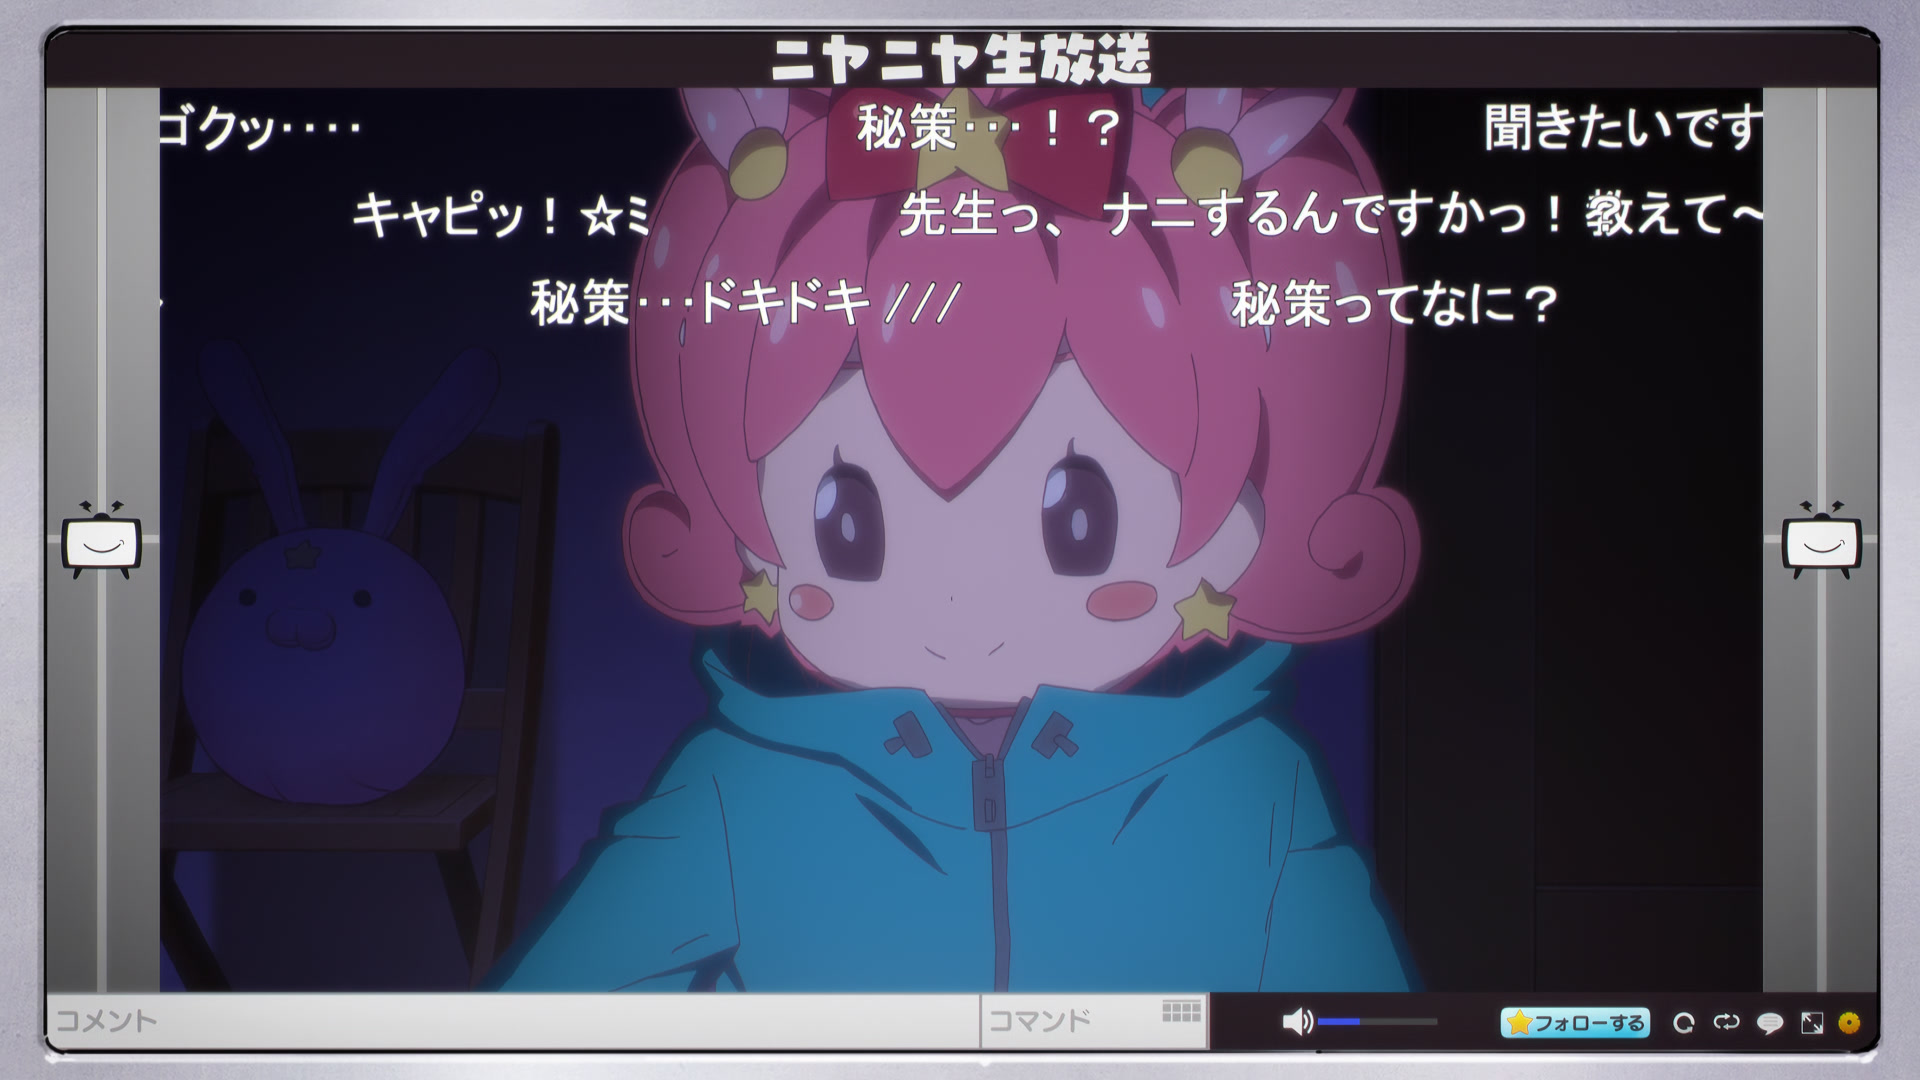 ニヤニヤ生放送
ゴクッ････
秘策･･･！？
聞きたいです
キャピッ！☆ミ
先生っ、ナニするんですかっ！？
教えて～
秘策･･･ドキドキ///
秘策ってなに？
コメント
コマンド
フォローする